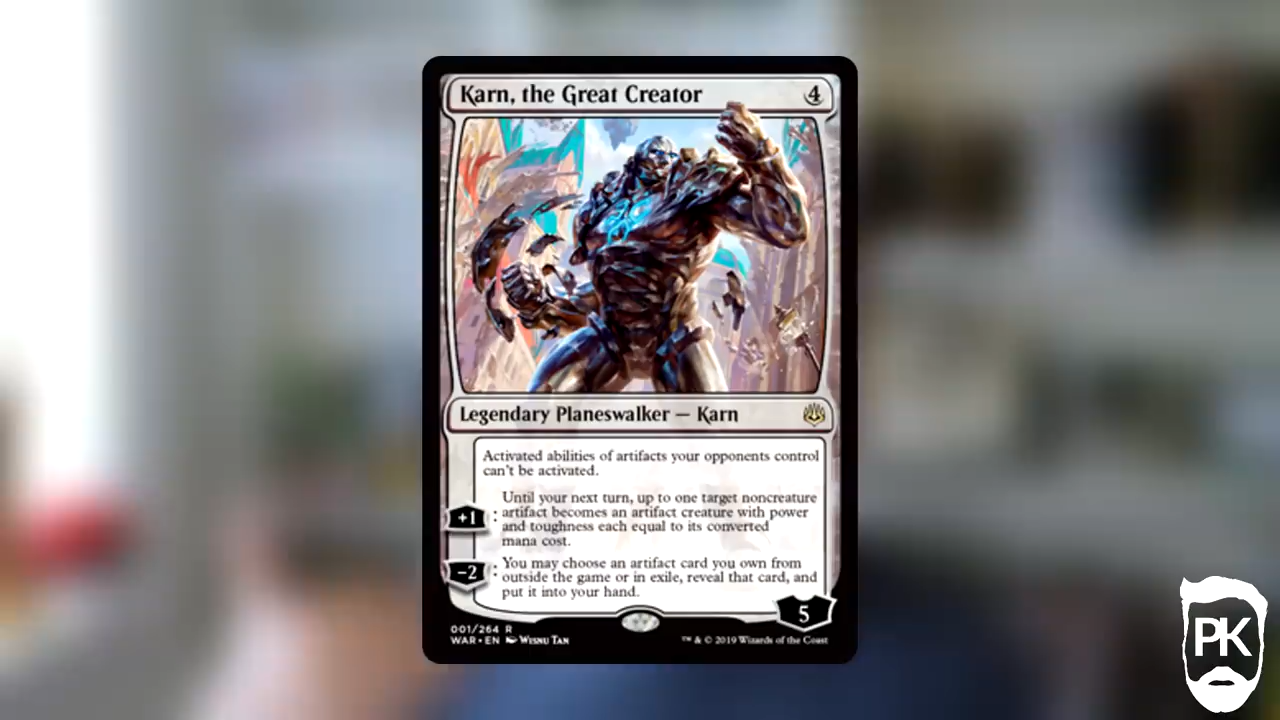 Karn, the Great Creator 4
Legendary Planeswalker — Karn
Activated abilities of artifacts your opponents control
can't be activated.
+1: Until your next turn, up to one target noncreature
artifact becomes an artifact creature with power
and toughness each equal to its converted
mana cost.
−2: You may choose an artifact card you own from
outside the game or in exile, reveal that card, and
put it into your hand.
5
001/264 R
WAR • EN Wisnu Tan
™ & © 2019 Wizards of the Coast
PK